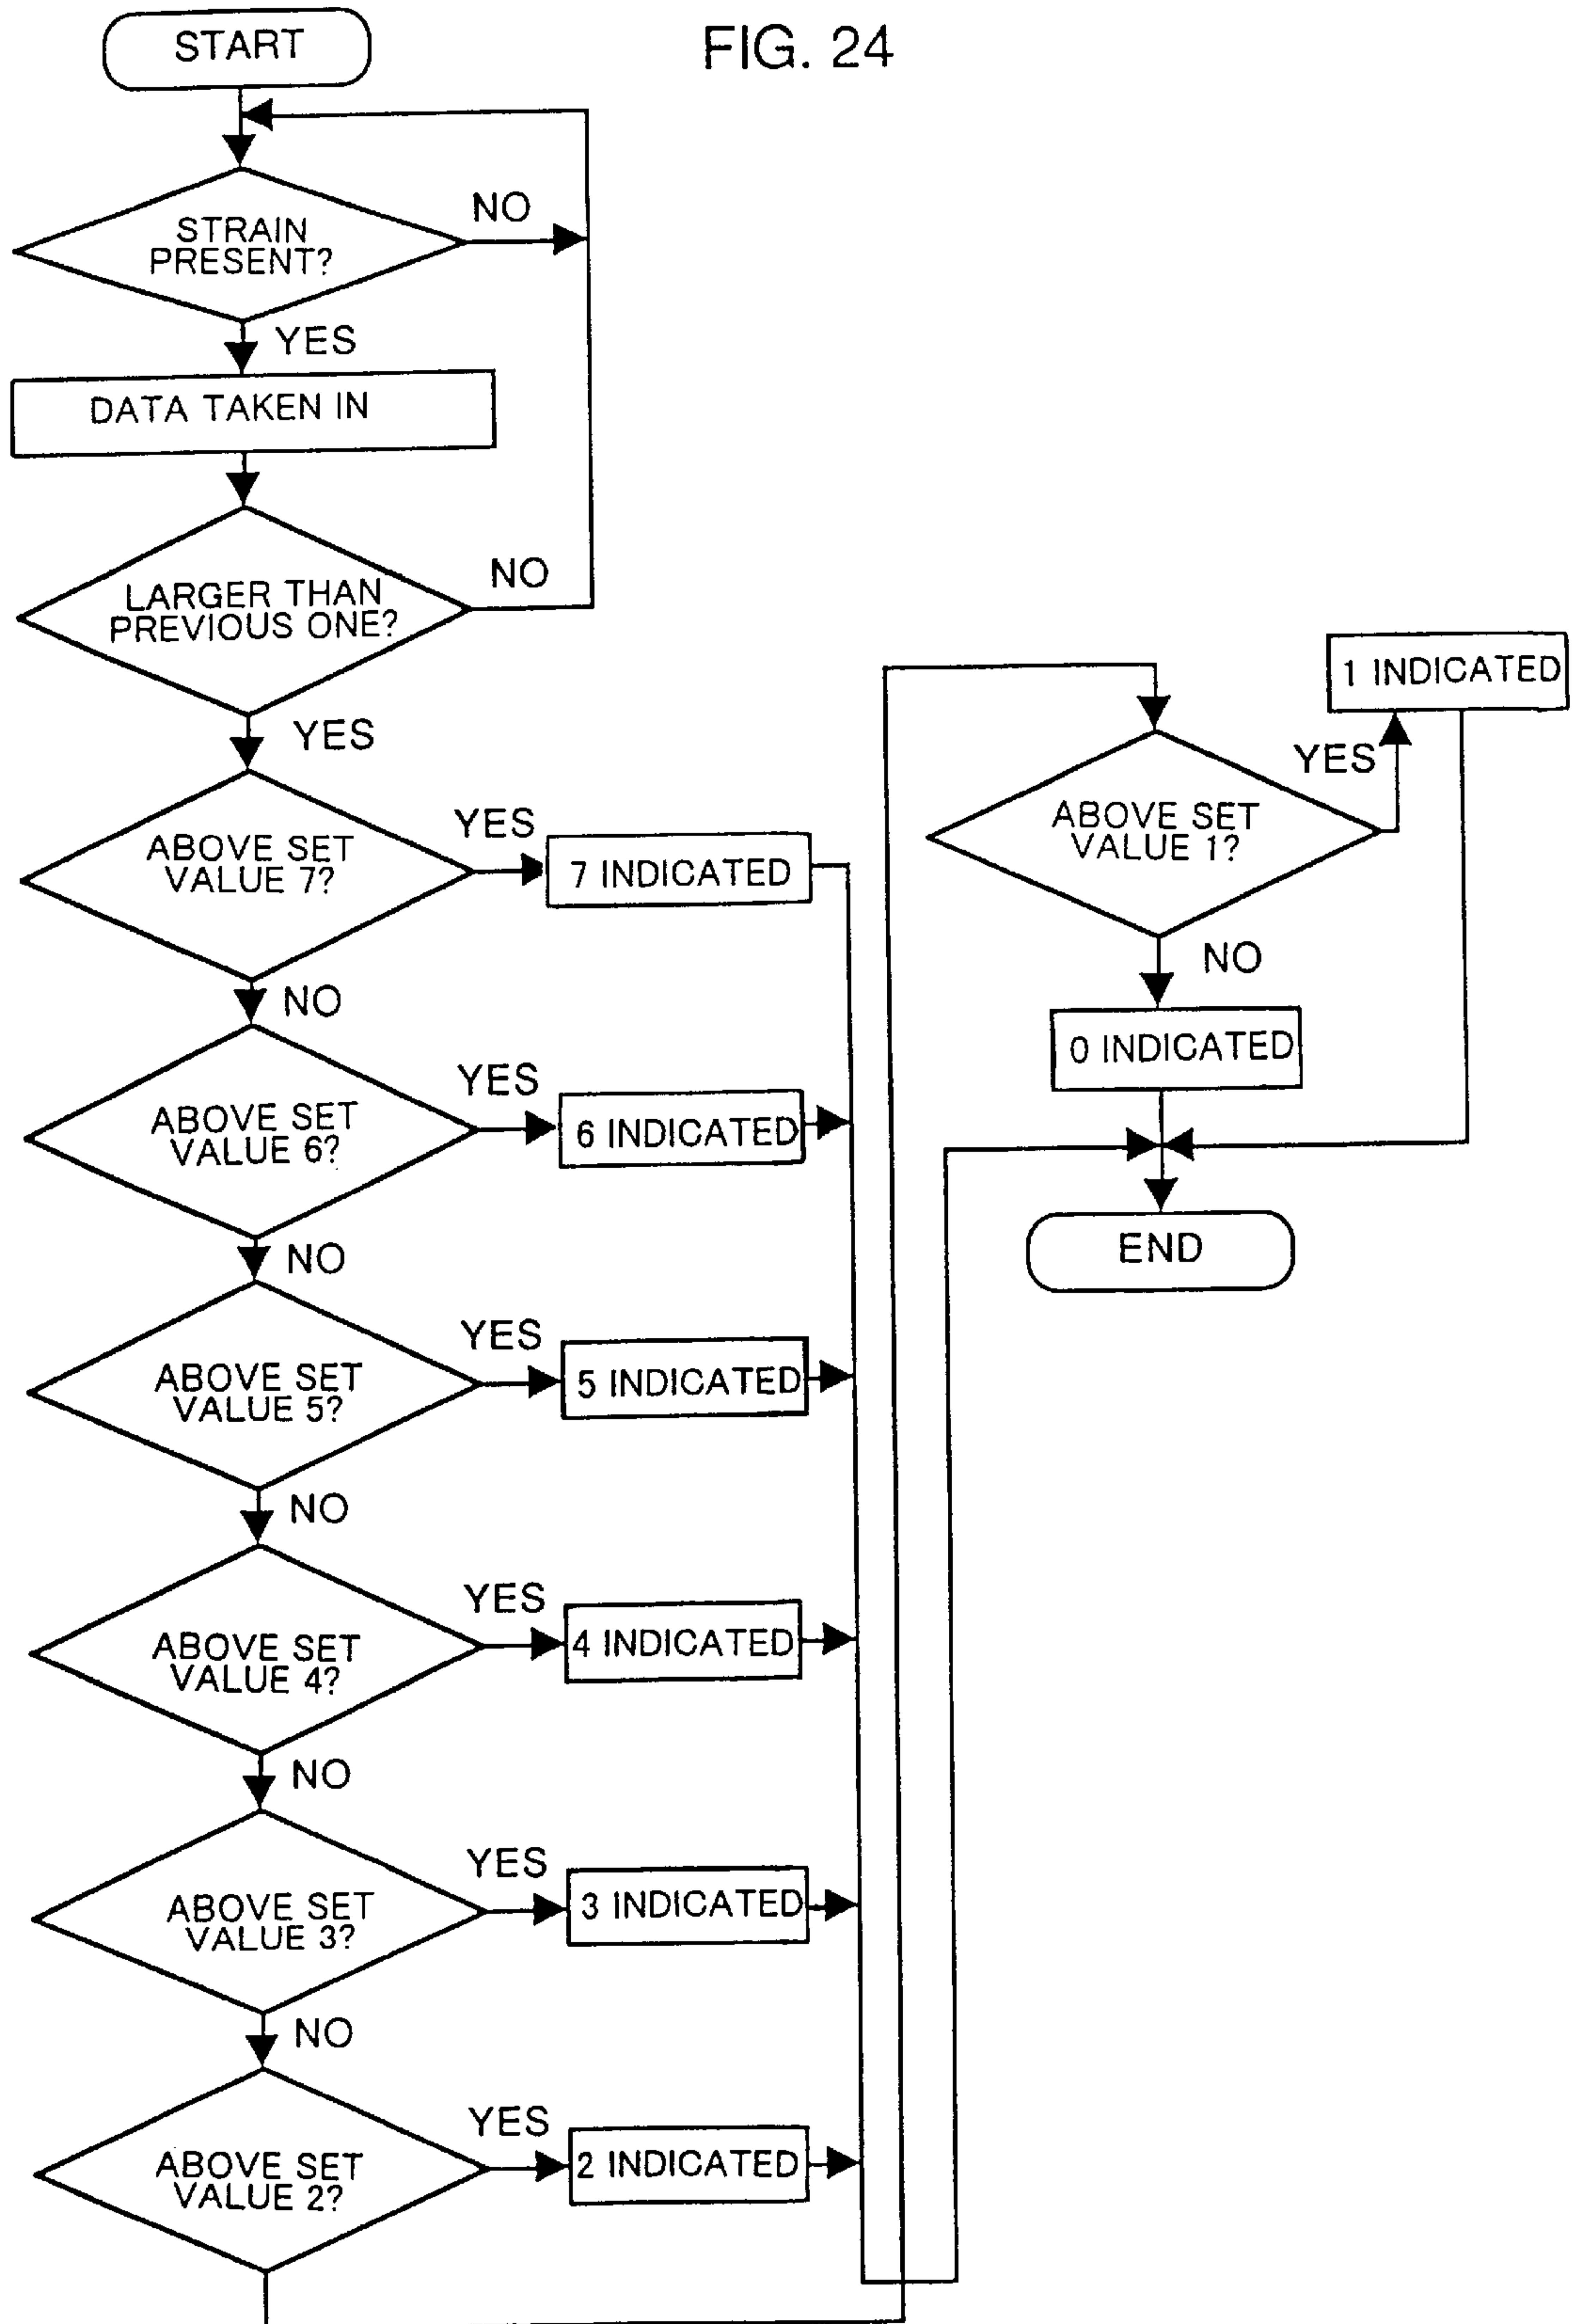 FIG. 24
START
STRAIN
PRESENT?
NO
YES
DATA TAKEN IN
LARGER THAN
PREVIOUS ONE?
NO
YES
ABOVE SET
VALUE 7?
YES
7 INDICATED
NO
ABOVE SET
VALUE 6?
YES
6 INDICATED
NO
ABOVE SET
VALUE 5?
YES
5 INDICATED
NO
ABOVE SET
VALUE 4?
YES
4 INDICATED
NO
ABOVE SET
VALUE 3?
YES
3 INDICATED
NO
ABOVE SET
VALUE 2?
YES
2 INDICATED
ABOVE SET
VALUE 1?
YES
1 INDICATED
NO
0 INDICATED
END